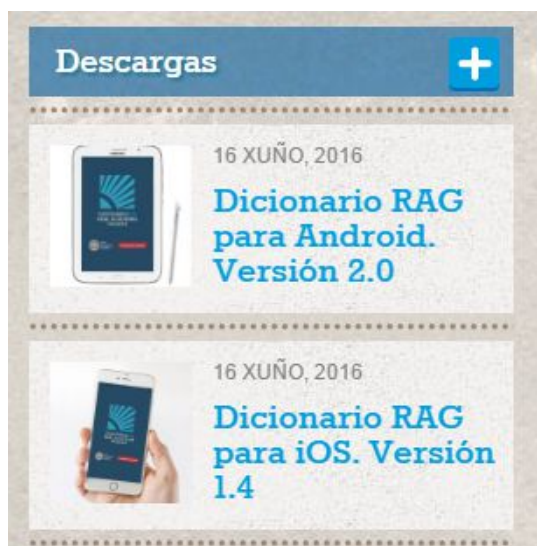 Descargas
16 XUÑO, 2016
Dicionario RAG
para Android.
Versión 2.0
16 XUÑO, 2016
Dicionario RAG
para iOS. Versión
1.4